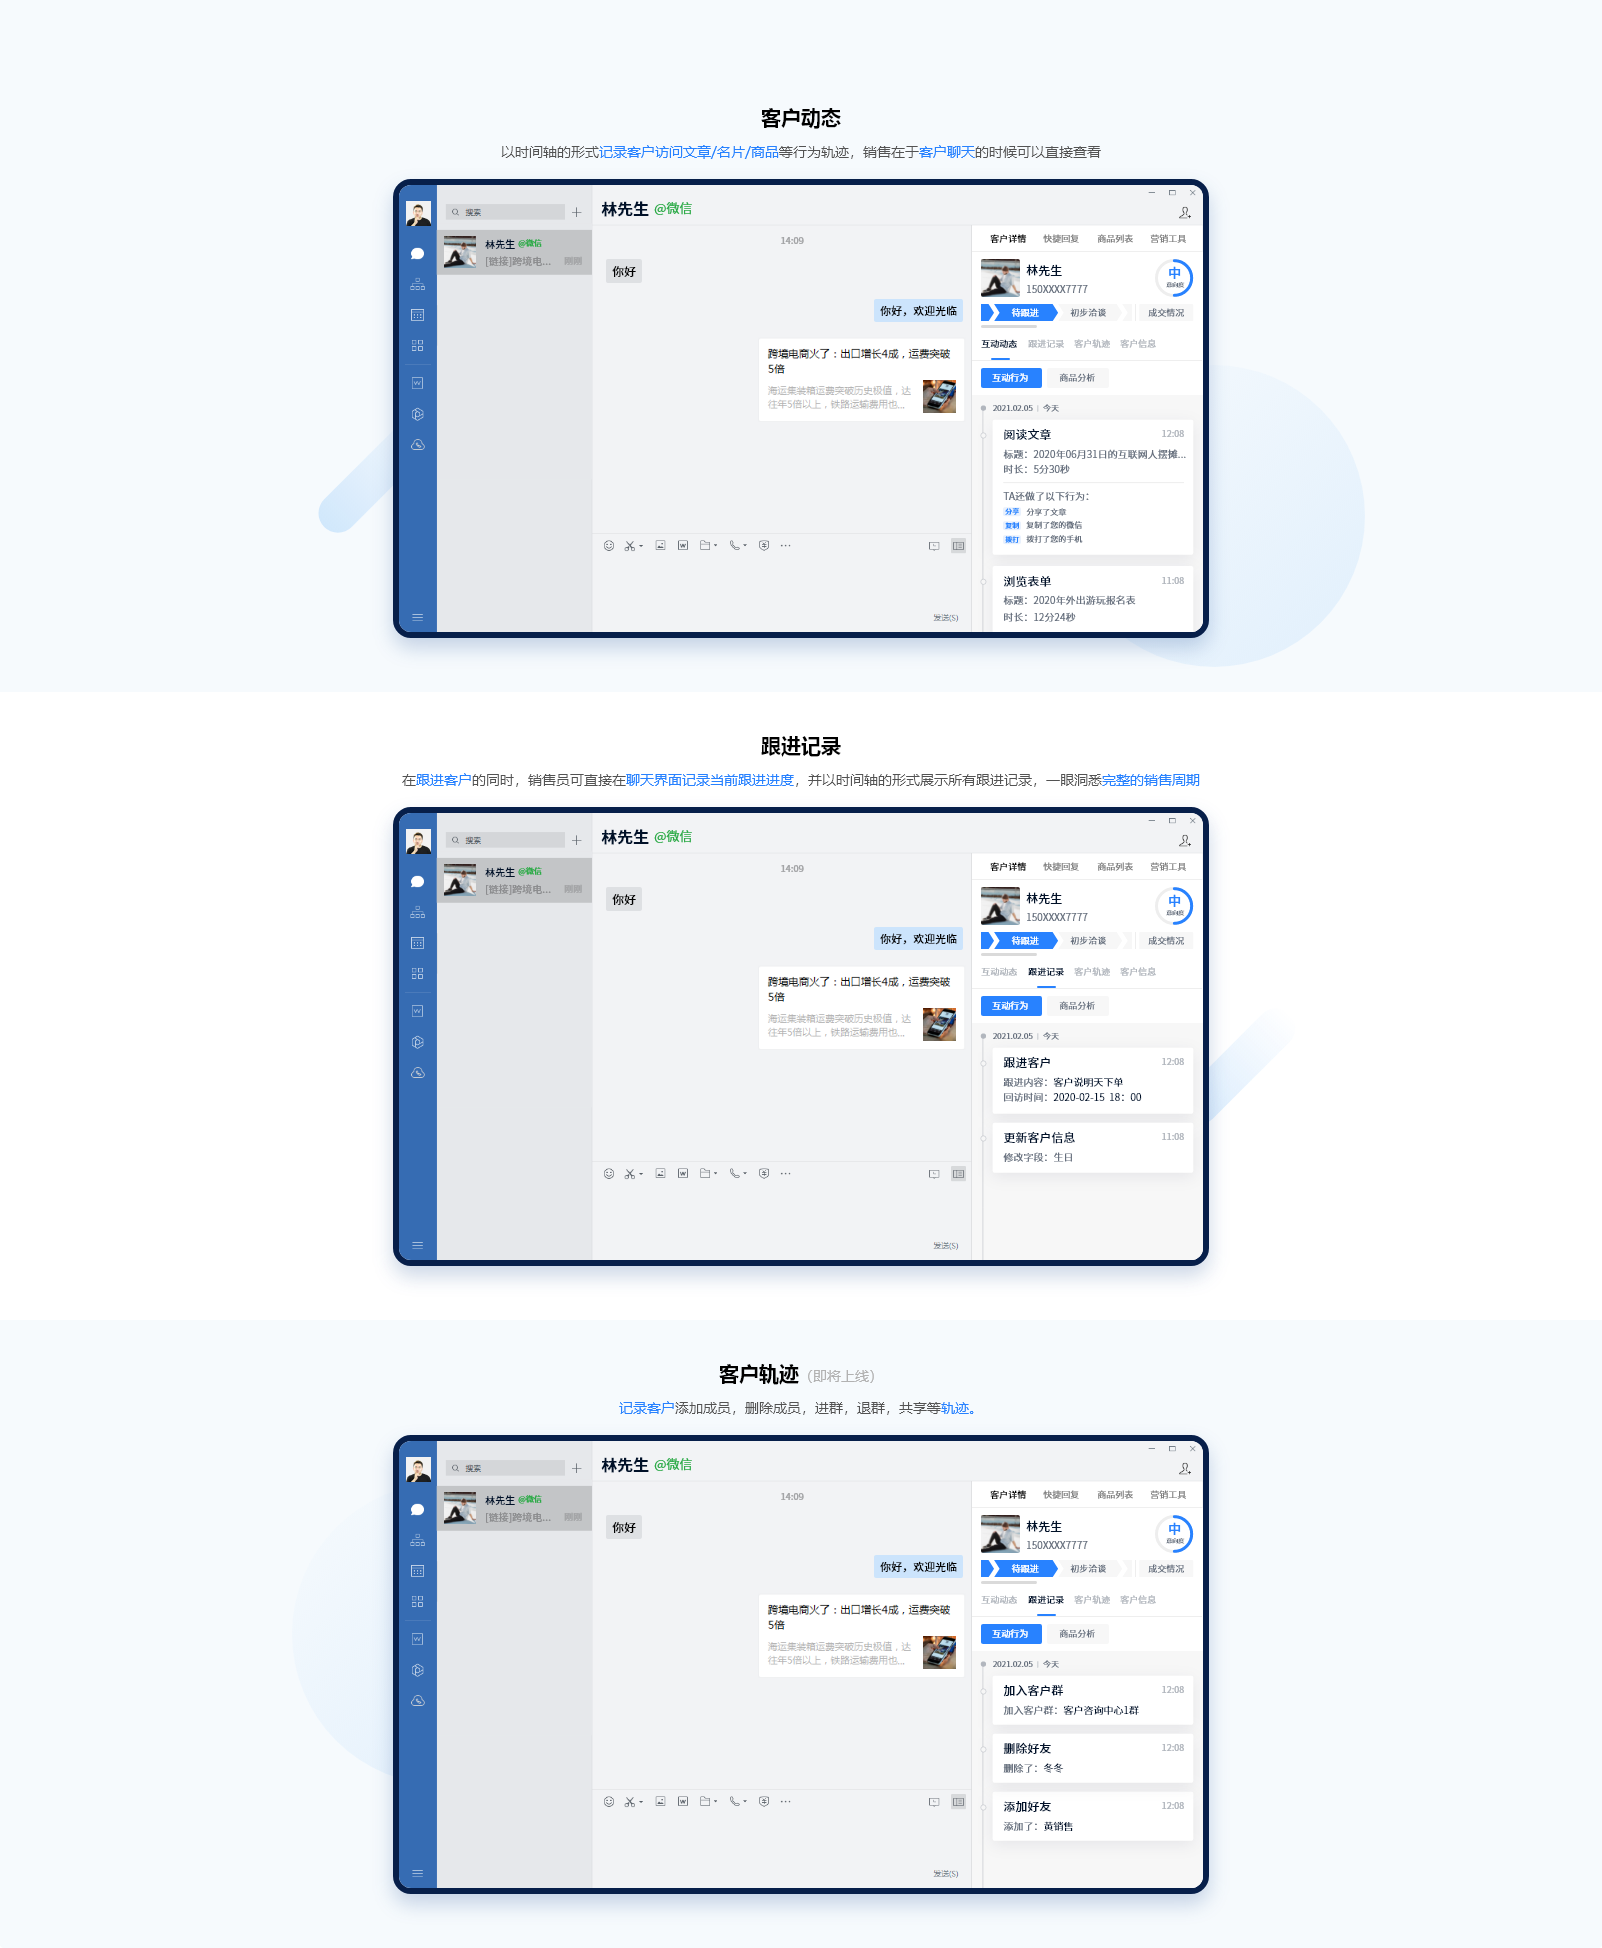 客户动态
以时间轴的形式记录客户访问文章/名片/商品等行为轨迹，销售在于客户聊天的时候可以直接查看
搜索
林先生 @微信
[链接]跨境电... 刚刚
林先生 @微信
14:09
你好
你好，欢迎光临
跨境电商火了：出口增长4成，运费突破
5倍
海运集装箱运费突破历史极值，达
往年5倍以上，铁路运输费用也...
发送(S)
客户详情 快捷回复 商品列表 营销工具
林先生
150XXXX7777
中
意向度
待跟进 初步洽谈 成交情况
互动动态 跟进记录 客户轨迹 客户信息
互动行为 商品分析
2021.02.05 | 今天
阅读文章 12:08
标题：2020年06月31日的互联网人摆摊...
时长：5分30秒
TA还做了以下行为：
分享 分享了文章
复制 复制了您的微信
拨打 拨打了您的手机
浏览表单 11:08
标题：2020年外出游玩报名表
时长：12分24秒
跟进记录
在跟进客户的同时，销售员可直接在聊天界面记录当前跟进进度，并以时间轴的形式展示所有跟进记录，一眼洞悉完整的销售周期
搜索
林先生 @微信
[链接]跨境电... 刚刚
林先生 @微信
14:09
你好
你好，欢迎光临
跨境电商火了：出口增长4成，运费突破
5倍
海运集装箱运费突破历史极值，达
往年5倍以上，铁路运输费用也...
发送(S)
客户详情 快捷回复 商品列表 营销工具
林先生
150XXXX7777
中
意向度
待跟进 初步洽谈 成交情况
互动动态 跟进记录 客户轨迹 客户信息
互动行为 商品分析
2021.02.05 | 今天
跟进客户 12:08
跟进内容：客户说明天下单
回访时间：2020-02-15 18：00
更新客户信息 11:08
修改字段：生日
客户轨迹（即将上线）
记录客户添加成员，删除成员，进群，退群，共享等轨迹。
搜索
林先生 @微信
[链接]跨境电... 刚刚
林先生 @微信
14:09
你好
你好，欢迎光临
跨境电商火了：出口增长4成，运费突破
5倍
海运集装箱运费突破历史极值，达
往年5倍以上，铁路运输费用也...
发送(S)
客户详情 快捷回复 商品列表 营销工具
林先生
150XXXX7777
中
意向度
待跟进 初步洽谈 成交情况
互动动态 跟进记录 客户轨迹 客户信息
互动行为 商品分析
2021.02.05 | 今天
加入客户群 12:08
加入客户群：客户咨询中心1群
删除好友 12:08
删除了：冬冬
添加好友 12:08
添加了：黄销售